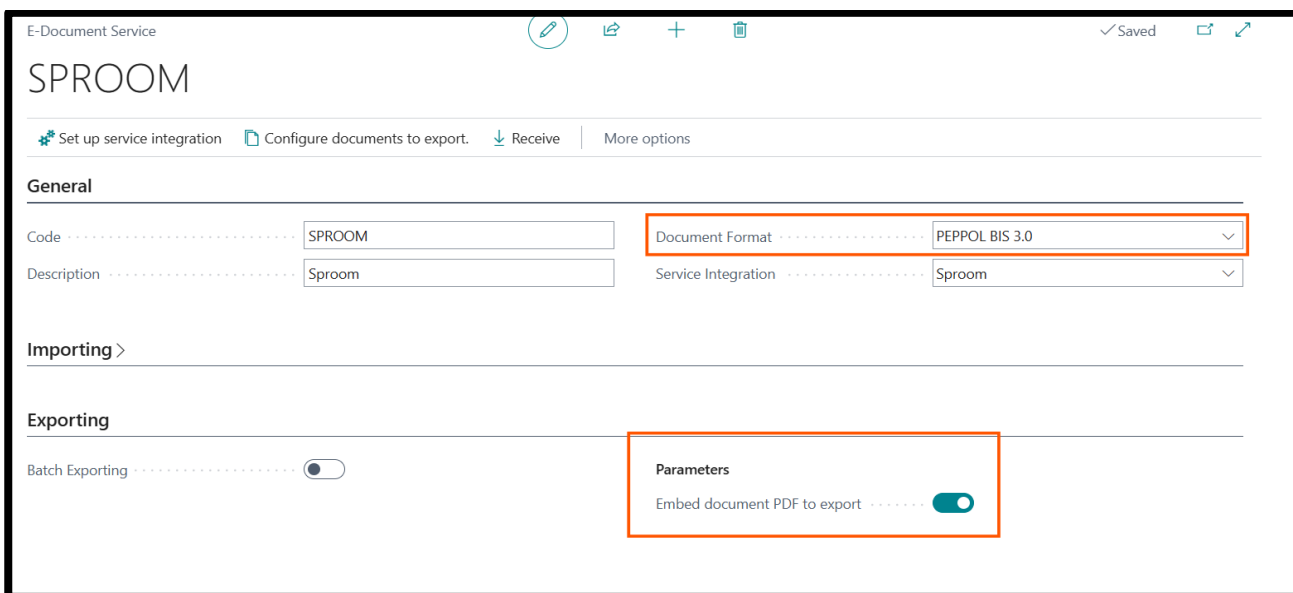 E-Document Service
Saved
SPROOM
Set up service integration Configure documents to export. Receive More options
General
Code SPROOM Document Format PEPPOL BIS 3.0
Description Sproom Service Integration Sproom
Importing
Exporting
Batch Exporting Parameters
Embed document PDF to export